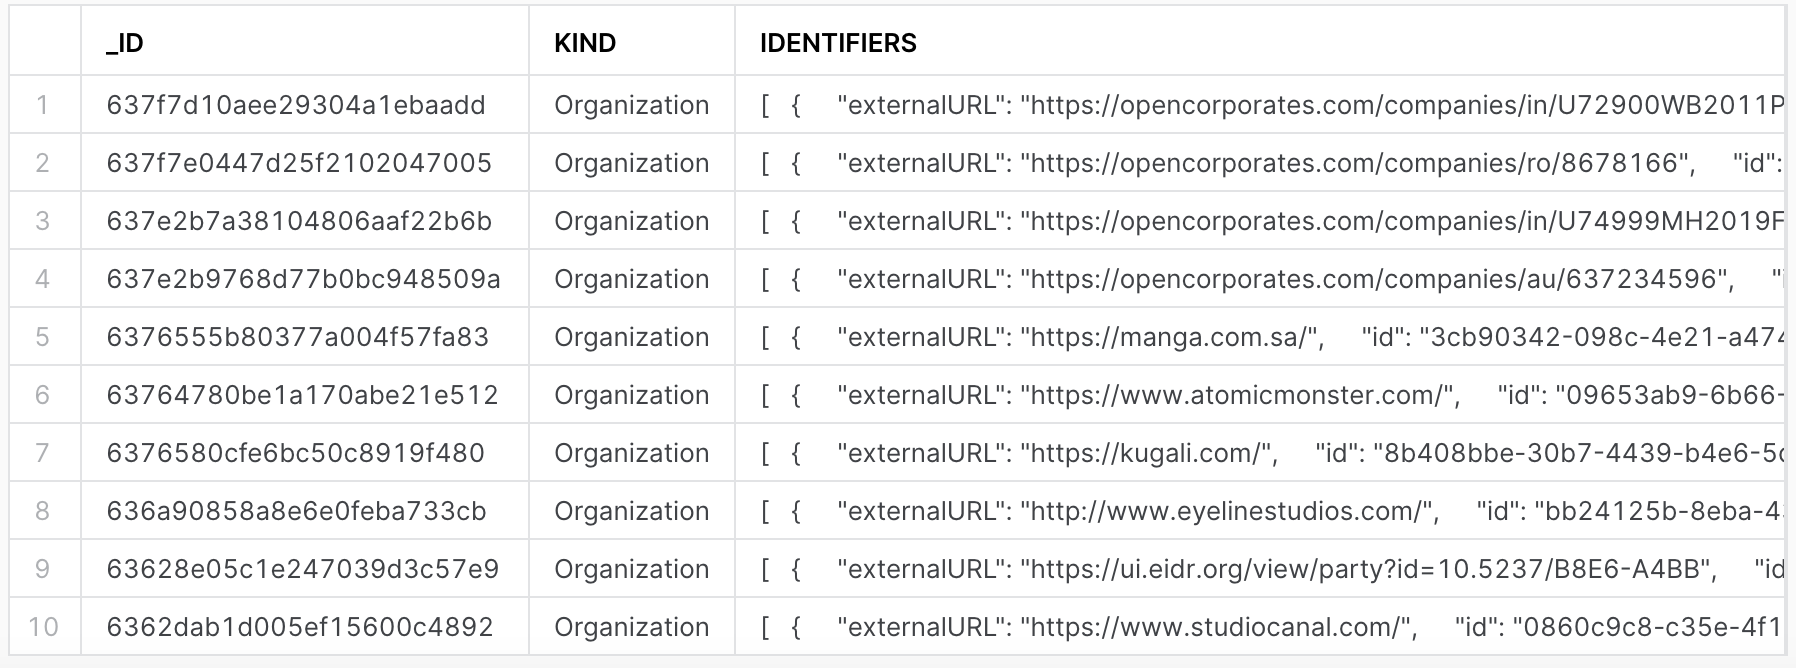 _ID KIND IDENTIFIERS
1 637f7d10aee29304a1ebaadd Organization [ { "externalURL": "https://opencorporates.com/companies/in/U72900WB2011P
2 637f7e0447d25f2102047005 Organization [ { "externalURL": "https://opencorporates.com/companies/ro/8678166", "id":
3 637e2b7a38104806aaf22b6b Organization [ { "externalURL": "https://opencorporates.com/companies/in/U74999MH2019F
4 637e2b9768d77b0bc948509a Organization [ { "externalURL": "https://opencorporates.com/companies/au/637234596", "i
5 6376555b80377a004f57fa83 Organization [ { "externalURL": "https://manga.com.sa/", "id": "3cb90342-098c-4e21-a474
6 63764780be1a170abe21e512 Organization [ { "externalURL": "https://www.atomicmonster.com/", "id": "09653ab9-6b66-
7 6376580cfe6bc50c8919f480 Organization [ { "externalURL": "https://kugali.com/", "id": "8b408bbe-30b7-4439-b4e6-5c
8 636a90858a8e6e0feba733cb Organization [ { "externalURL": "http://www.eyelinestudios.com/", "id": "bb24125b-8eba-43
9 63628e05c1e247039d3c57e9 Organization [ { "externalURL": "https://ui.eidr.org/view/party?id=10.5237/B8E6-A4BB", "id
10 6362dab1d005ef15600c4892 Organization [ { "externalURL": "https://www.studiocanal.com/", "id": "0860c9c8-c35e-4f1